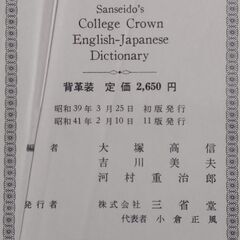 Sanseido's
College Crown
English-Japanese
Dictionary
背革装 定価 2,650 円
昭和39年 3月25日 初版発行
昭和41年 2月10日 11版発行
編者 大塚高信
吉川美夫
河村重治郎
発行者 株式会社 三省堂
代表者 小倉正風